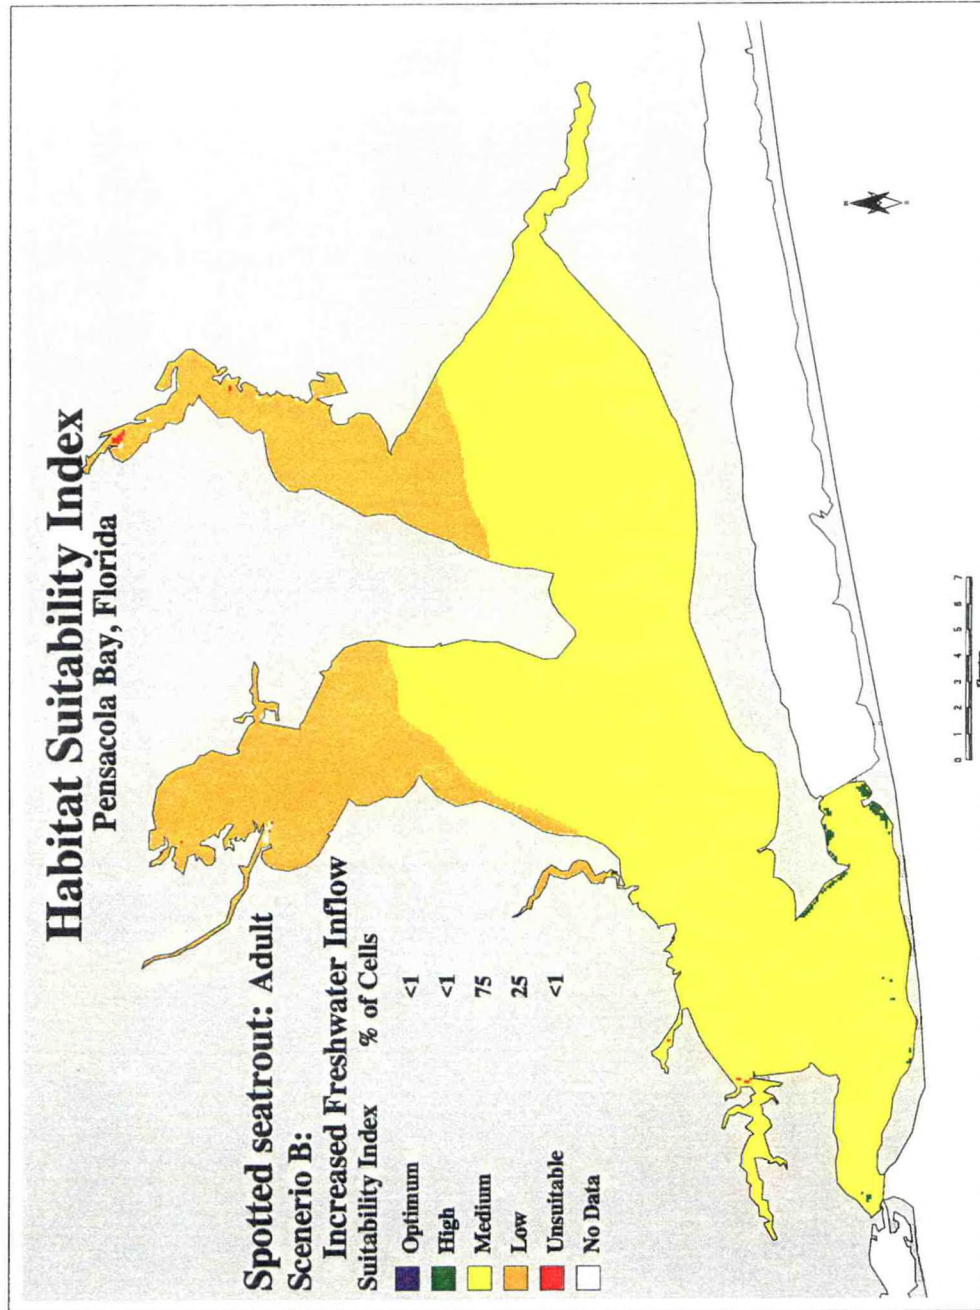 Habitat Suitability Index
Pensacola Bay, Florida
Spotted seatrout: Adult
Scenerio B:
Increased Freshwater Inflow
Suitability Index % of Cells
Optimum <1
High <1
Medium 75
Low 25
Unsuitable <1
No Data
0 1 2 3 4 5 6 7